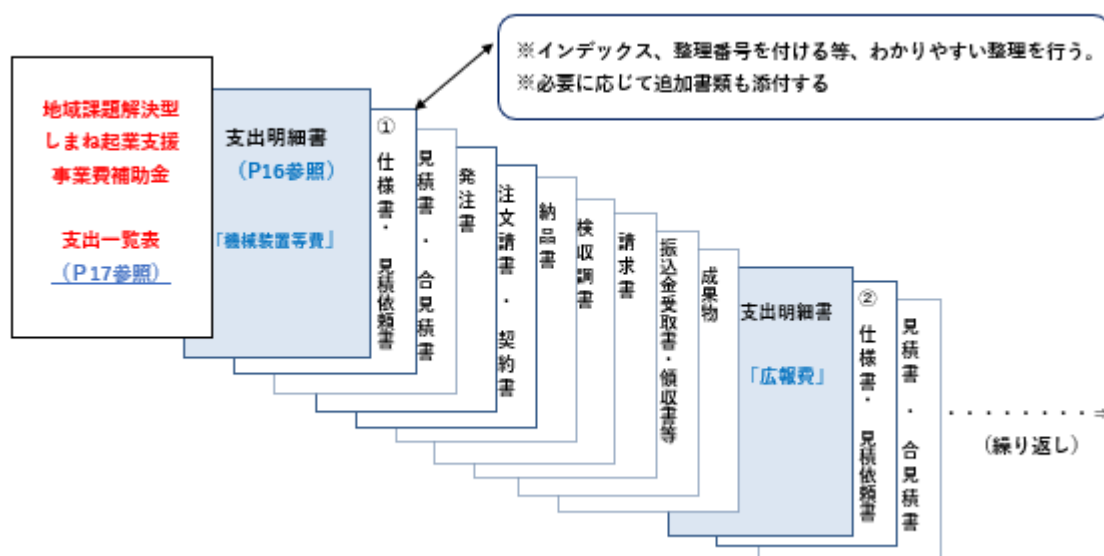 ※インデックス、整理番号を付ける等、わかりやすい整理を行う。
※必要に応じて追加書類も添付する
地域課題解決型
しまね起業支援
事業費補助金
支出一覧表
（Ｐ17参照）
支出明細書
（P16参照）
「機械装置等費」
① 仕様書・見積依頼書
見積書・合見積書
発注書
注文請書・契約書
納品書
検収調書
請求書
振込金受取書・領収書等
成果物
支出明細書
「広報費」
② 仕様書・見積依頼書
見積書・合見積書
・・・・・・・・⇒
（繰り返し）